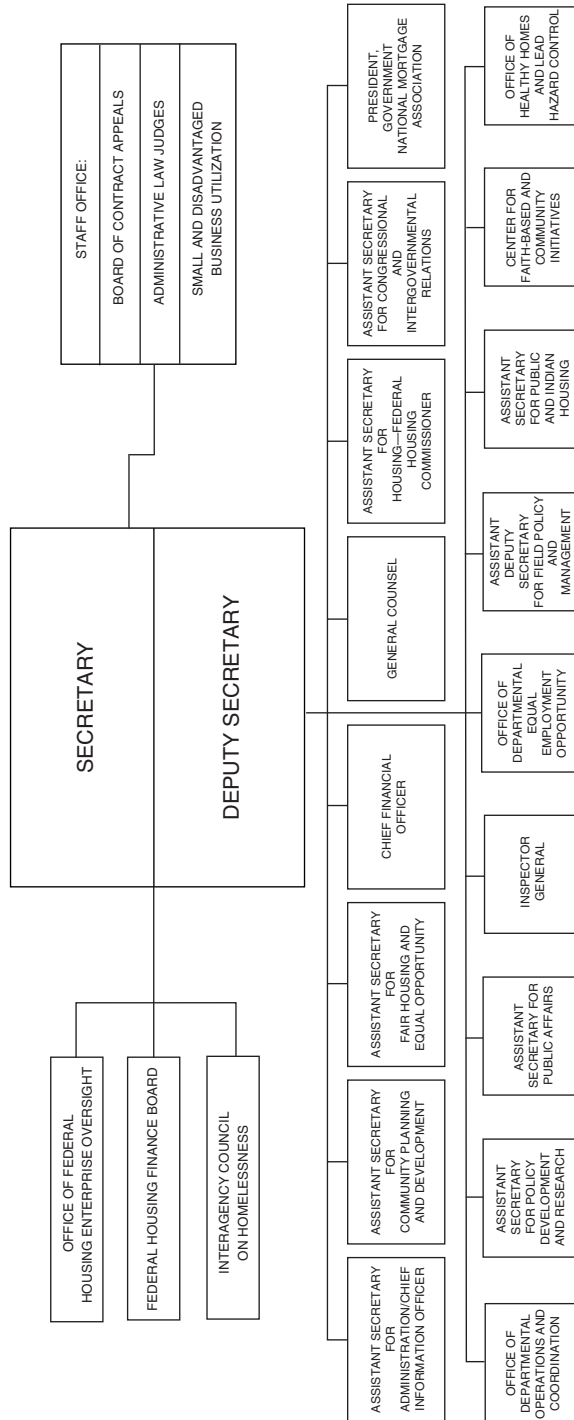 SECRETARY
DEPUTY SECRETARY
OFFICE OF FEDERAL
HOUSING ENTERPRISE OVERSIGHT
FEDERAL HOUSING FINANCE BOARD
INTERAGENCY COUNCIL
ON HOMELESSNESS
STAFF OFFICE:
BOARD OF CONTRACT APPEALS
ADMINISTRATIVE LAW JUDGES
SMALL AND DISADVANTAGED
BUSINESS UTILIZATION
ASSISTANT SECRETARY
FOR
ADMINISTRATION/CHIEF
INFORMATION OFFICER
ASSISTANT SECRETARY
FOR
COMMUNITY PLANNING
AND DEVELOPMENT
ASSISTANT SECRETARY
FOR
FAIR HOUSING AND
EQUAL OPPORTUNITY
CHIEF FINANCIAL
OFFICER
GENERAL COUNSEL
ASSISTANT SECRETARY
FOR
HOUSING—FEDERAL
HOUSING
COMMISSIONER
ASSISTANT SECRETARY
FOR CONGRESSIONAL
AND
INTERGOVERNMENTAL
RELATIONS
PRESIDENT,
GOVERNMENT
NATIONAL MORTGAGE
ASSOCIATION
OFFICE OF
DEPARTMENTAL
OPERATIONS AND
COORDINATION
ASSISTANT
SECRETARY
FOR POLICY
DEVELOPMENT
AND RESEARCH
ASSISTANT
SECRETARY FOR
PUBLIC AFFAIRS
INSPECTOR
GENERAL
OFFICE OF
DEPARTMENTAL
EQUAL
EMPLOYMENT
OPPORTUNITY
ASSISTANT
DEPUTY
SECRETARY
FOR FIELD POLICY
AND
MANAGEMENT
ASSISTANT
SECRETARY
FOR PUBLIC
AND INDIAN
HOUSING
CENTER FOR
FAITH-BASED AND
COMMUNITY
INITIATIVES
OFFICE OF
HEALTHY HOMES
AND LEAD
HAZARD CONTROL